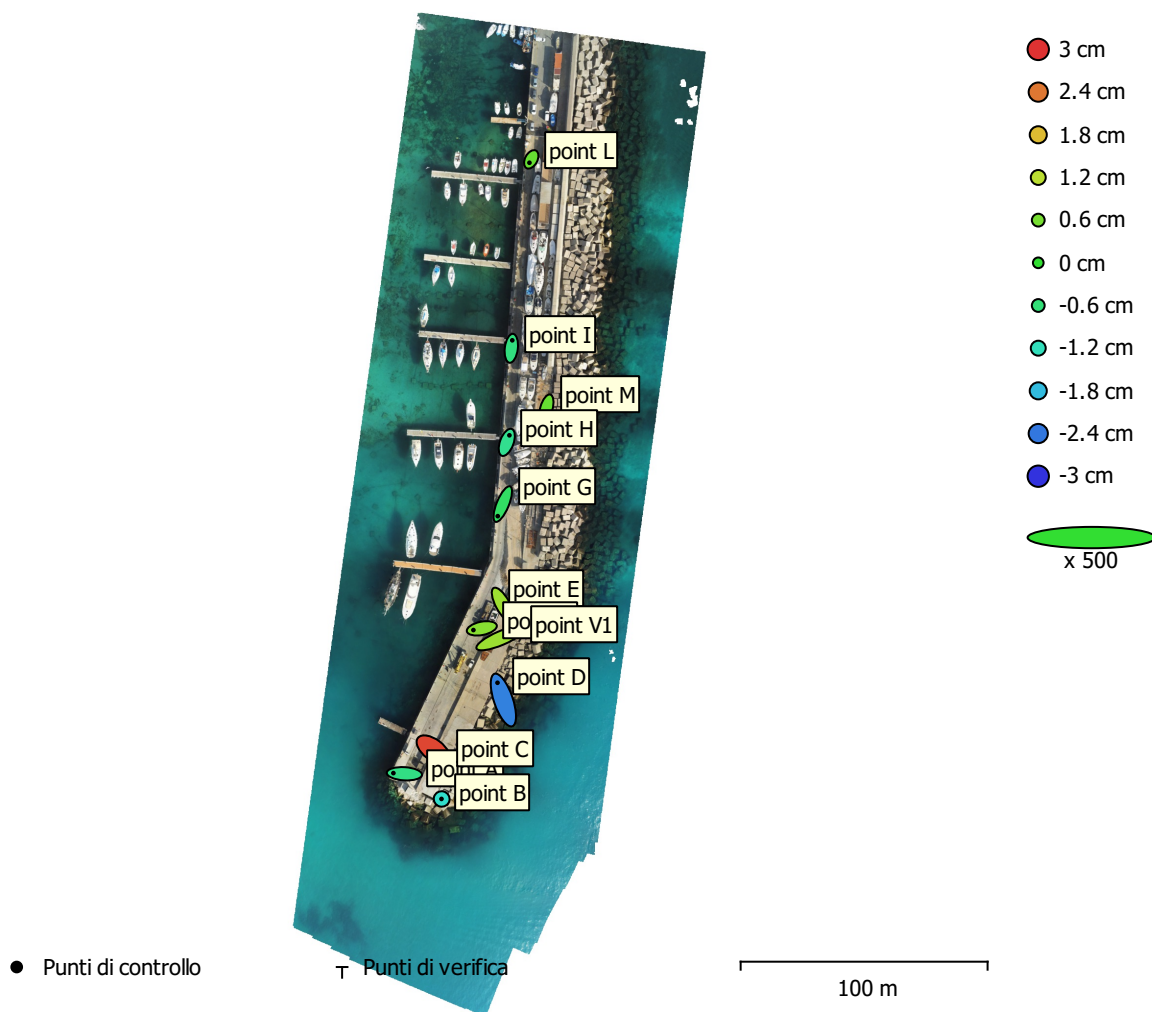 3 cm
2.4 cm
1.8 cm
1.2 cm
0.6 cm
0 cm
-0.6 cm
-1.2 cm
-1.8 cm
-2.4 cm
-3 cm
x 500
point L
point I
point M
point H
point G
point E
point V1
point D
point C
point A
point B
Punti di controllo
Punti di verifica
100 m